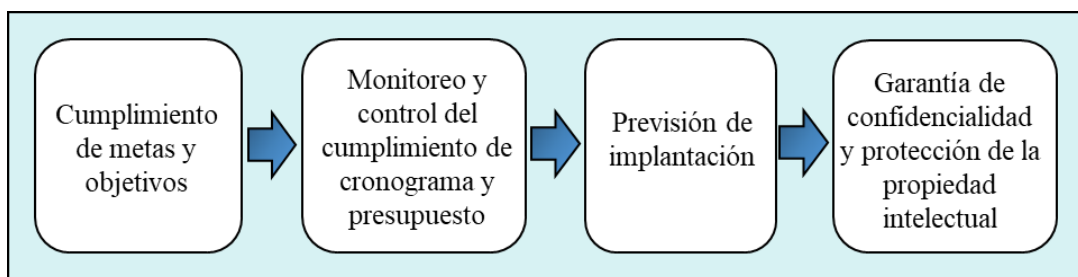 Cumplimiento
de metas y
objetivos
Monitoreo y
control del
cumplimiento de
cronograma y
presupuesto
Previsión de
implantación
Garantía de
confidencialidad
y protección de la
propiedad
intelectual